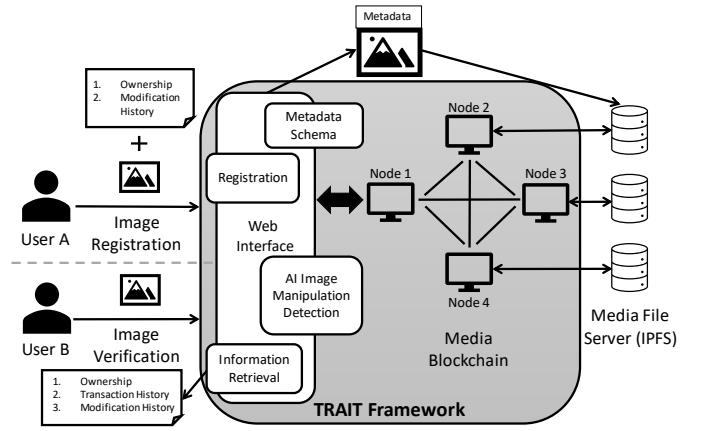 Metadata
1. Ownership
2. Modification
History
+
User A
Image
Registration
Metadata
Schema
Registration
Web
Interface
AI Image
Manipulation
Detection
Information
Retrieval
User B
Image
Verification
1. Ownership
2. Transaction History
3. Modification History
Node 2
Node 1
Node 3
Node 4
Media
Blockchain
TRAIT Framework
Media File
Server (IPFS)